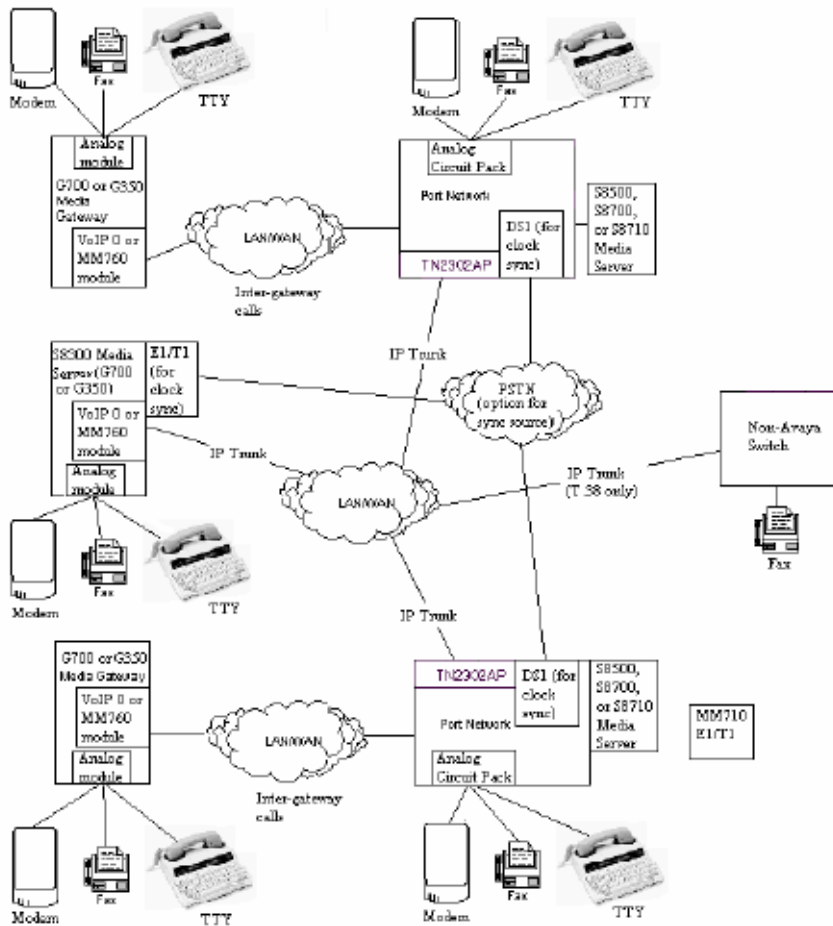 Modem
Fax
TTY
Modem
Fax
TTY
Analog
module
G700 or G350
Media
Gateway
VoIP 0 or
MM760
module
LAN/WAN
Inter-gateway
calls
Analog
Circuit Pack
Port Network
DS1 (for
clock
sync)
TN2302AP
S8500,
S8700,
or S8710
Media
Server
IP Trunk
S8300 Media
Server (G700
or G350)
E1/T1
(for
clock
sync)
VoIP 0 or
MM760
module
Analog
module
IP Trunk
PSTN
(option for
sync source)
LAN/WAN
Non-Avaya
Switch
IP Trunk
(T.38 only)
Fax
Modem
Fax
TTY
IP Trunk
G700 or G350
Media Gateway
VoIP 0 or
MM760
module
Analog
module
LAN/WAN
Inter-gateway
calls
TN2302AP
DS1 (for
clock
sync)
Port Network
Analog
Circuit Pack
S8500,
S8700,
or S8710
Media
Server
MM710
E1/T1
Modem
Fax
TTY
Modem
Fax
TTY